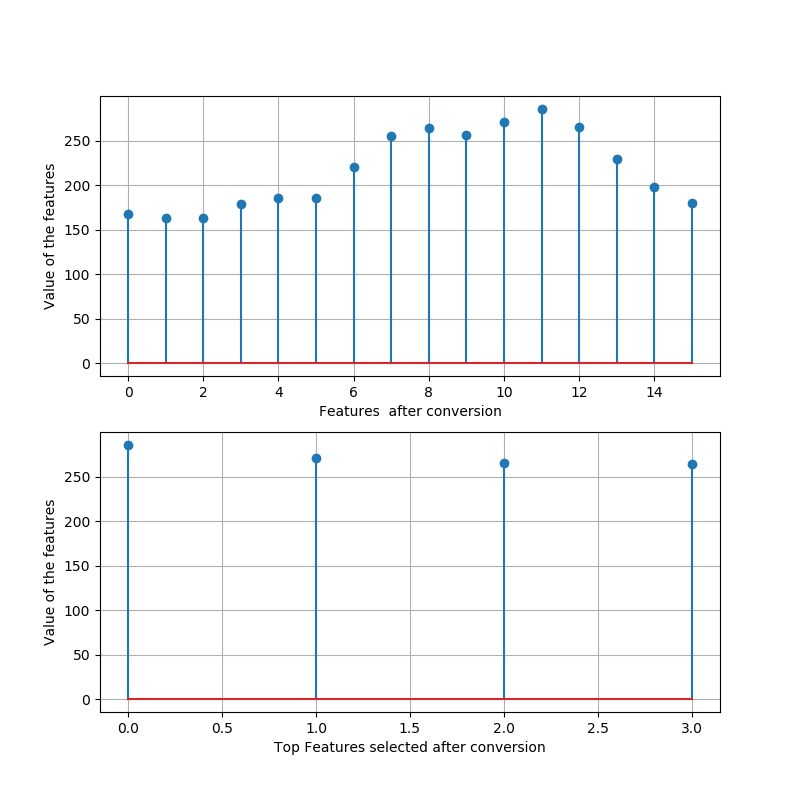 Value of the features
250
200
150
100
50
0
0 2 4 6 8 10 12 14
Features  after conversion
Value of the features
250
200
150
100
50
0
0.0 0.5 1.0 1.5 2.0 2.5 3.0
Top Features selected after conversion